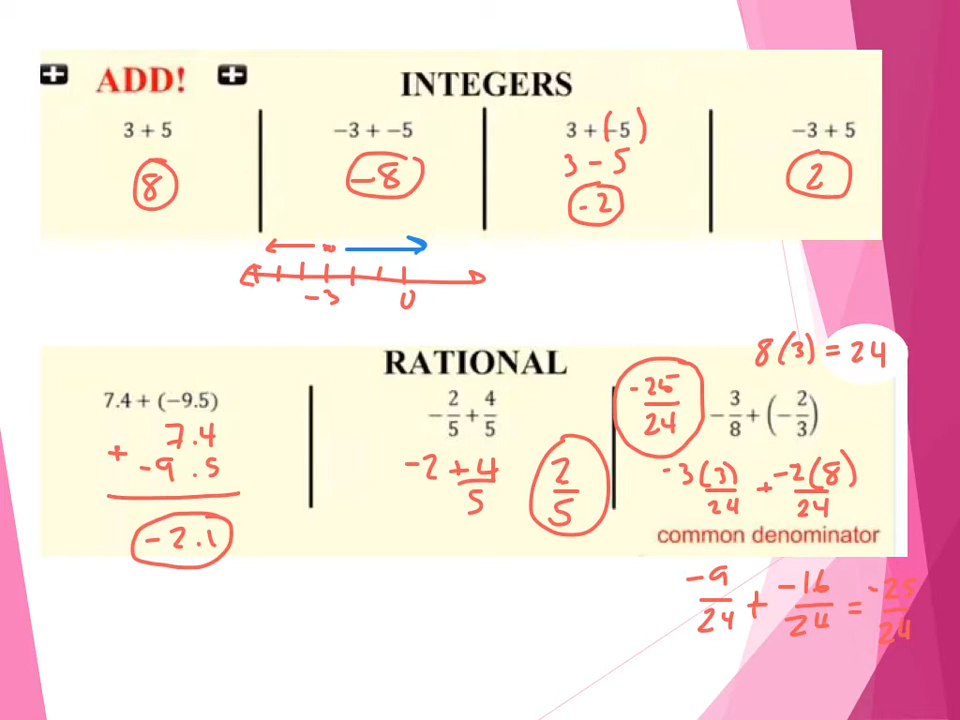 ADD! INTEGERS
3 + 5 −3 + −5 3 + (−5) −3 + 5
8 −8 3 − 5 2
-2
-3 0
8(3) = 24
RATIONAL
7.4 + (−9.5) −2/5 + 4/5 -25/24 −3/8 + (−2/3)
+ 7.4
-9.5
-2 + 4/5 2/5 -3(3)/24 + -2(8)/24
-2.1
common denominator
-9/24 + -16/24 = -25/24